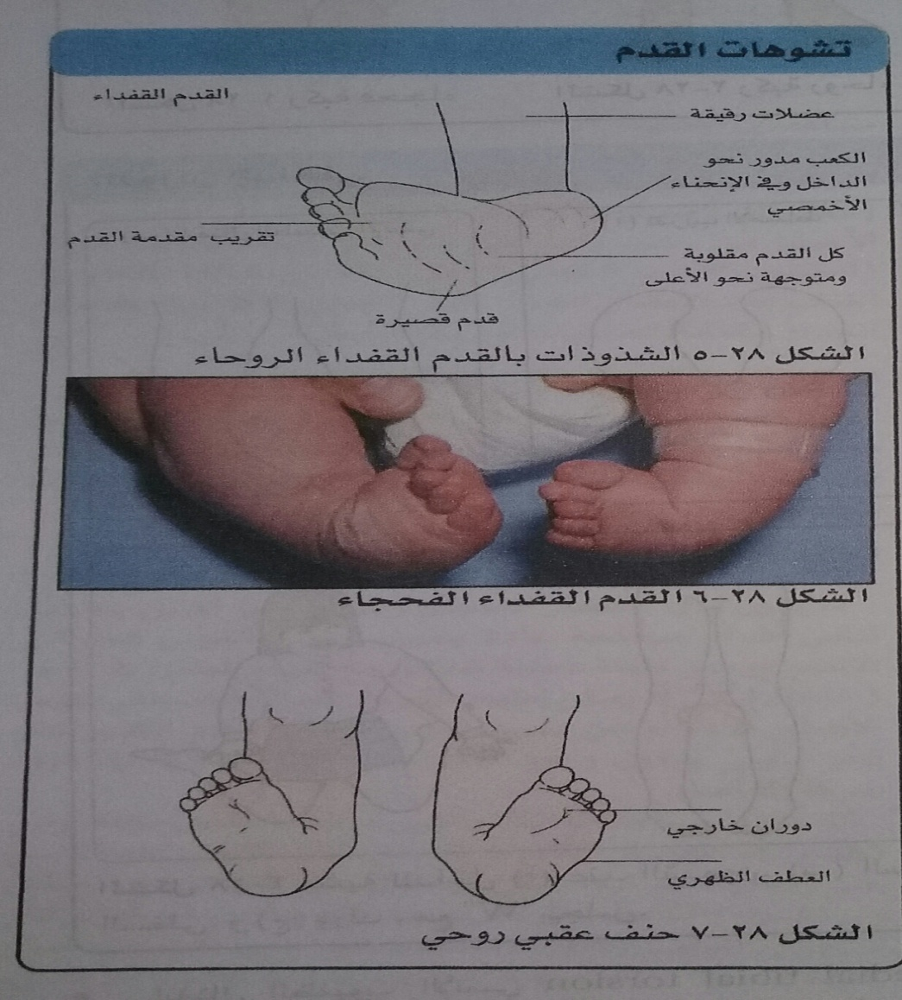 تشوهات القدم
القدم القفداء
عضلات رقيقة
الكعب مدور نحو
الداخل وفي الإنحناء
الأخمصي
تقريب مقدمة القدم
كل القدم مقلوبة
ومتوجهة نحو الأعلى
قدم قصيرة
الشكل ٢٨-٥ الشذوذات بالقدم القفداء الروحاء
الشكل ٢٨-٦ القدم القفداء الفحجاء
دوران خارجي
العطف الظهري
الشكل ٢٨-٧ حنف عقبي روحي
tibial torsion